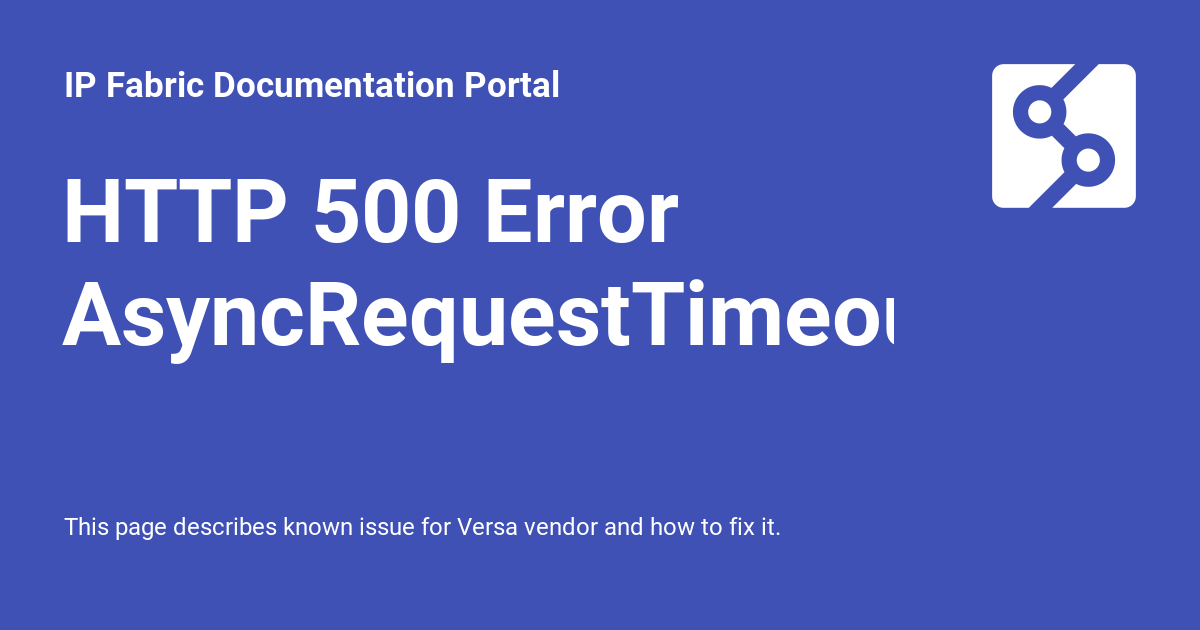 IP Fabric Documentation Portal
HTTP 500 Error
AsyncRequestTimeou
This page describes known issue for Versa vendor and how to fix it.